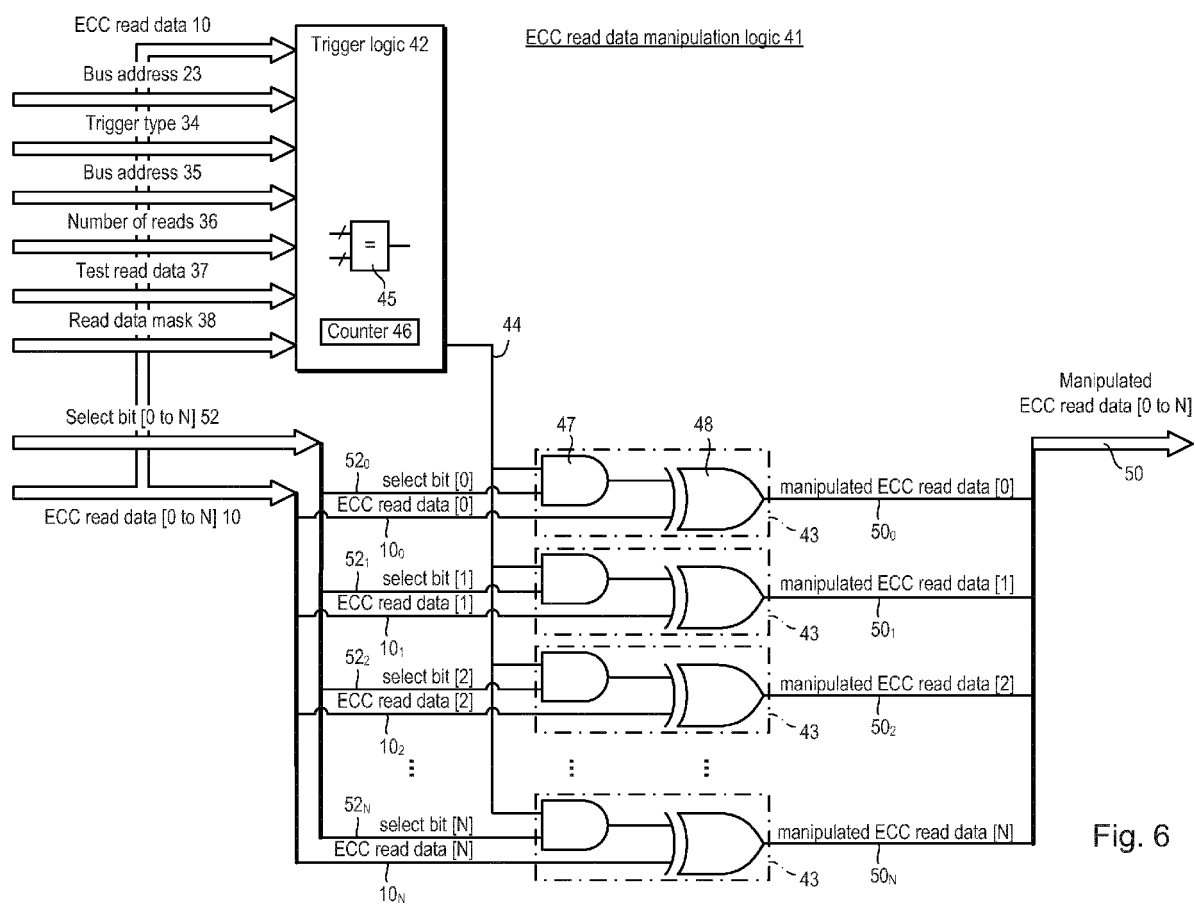 ECC read data 10
Trigger logic 42
ECC read data manipulation logic 41
Bus address 23
Trigger type 34
Bus address 35
Number of reads 36
=
Test read data 37
45
Read data mask 38
Counter 46
44
Manipulated
ECC read data [0 to N]
Select bit [0 to N] 52
47
48
50
52₀
select bit [0]
manipulated ECC read data [0]
ECC read data [0 to N] 10
ECC read data [0]
43
10₀
50₀
52₁
select bit [1]
manipulated ECC read data [1]
ECC read data [1]
43
10₁
50₁
52₂
select bit [2]
manipulated ECC read data [2]
ECC read data [2]
43
10₂
50₂
52ₙ
select bit [N]
manipulated ECC read data [N]
ECC read data [N]
43
10ₙ
50ₙ
Fig. 6